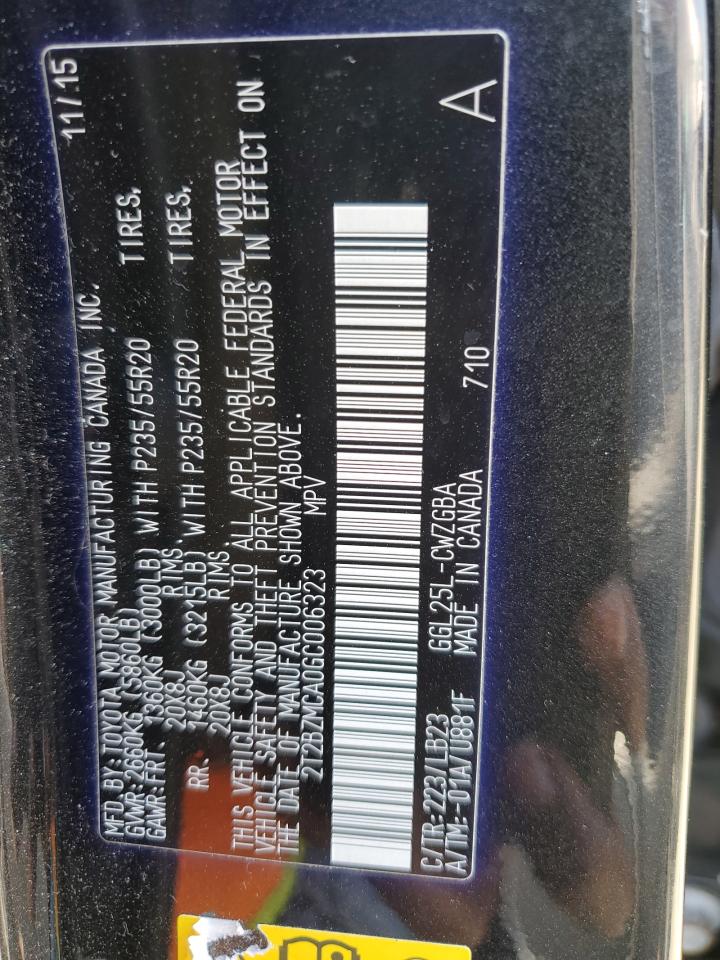 MFD. BY: TOYOTA MOTOR MANUFACTURING CANADA INC. 11/15
GVWR: 2660KG (5860LB)
GAWR: FRT. 1360KG (3000LB) WITH P235/55R20 TIRES,
20X8J RIMS.
RR. 1460KG (3215LB) WITH P235/55R20 TIRES,
20X8J RIMS.
THIS VEHICLE CONFORMS TO ALL APPLICABLE FEDERAL MOTOR
VEHICLE SAFETY AND THEFT PREVENTION STANDARDS IN EFFECT ON
THE DATE OF MANUFACTURE SHOWN ABOVE.
2T2BZMCA0GC006323 MPV
C/TR: 223/LB23 GGL25L-CWZGBA
A/TM: -01A/U881F MADE IN CANADA 710 A